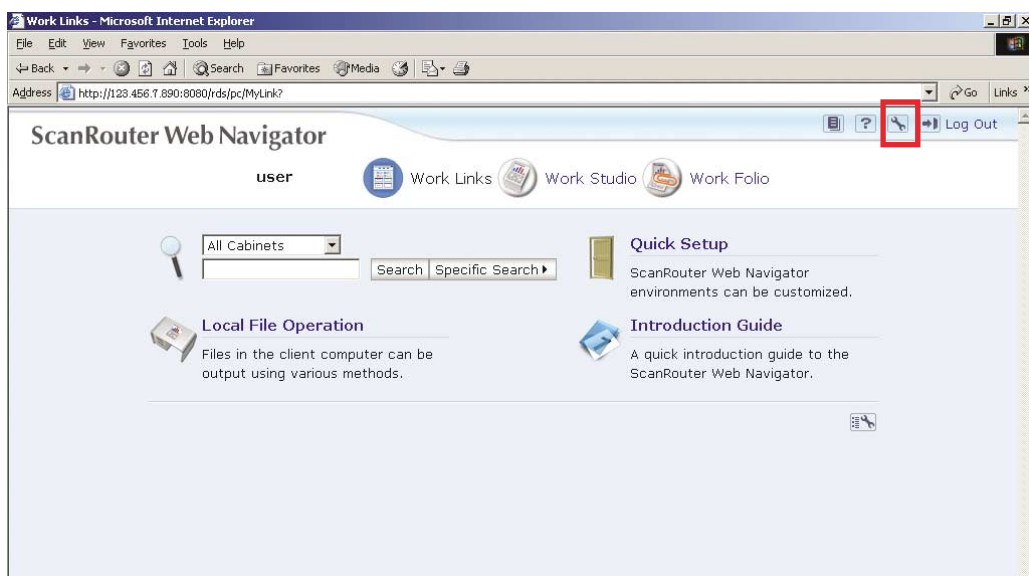 Work Links - Microsoft Internet Explorer
File Edit View Favorites Tools Help
Back Search Favorites Media
Address http://123.456.7.890:8080/rds/pc/MyLink? Go Links »
? Log Out
ScanRouter Web Navigator
user Work Links Work Studio Work Folio
All Cabinets
Search Specific Search
Quick Setup
ScanRouter Web Navigator
environments can be customized.
Local File Operation
Files in the client computer can be
output using various methods.
Introduction Guide
A quick introduction guide to the
ScanRouter Web Navigator.